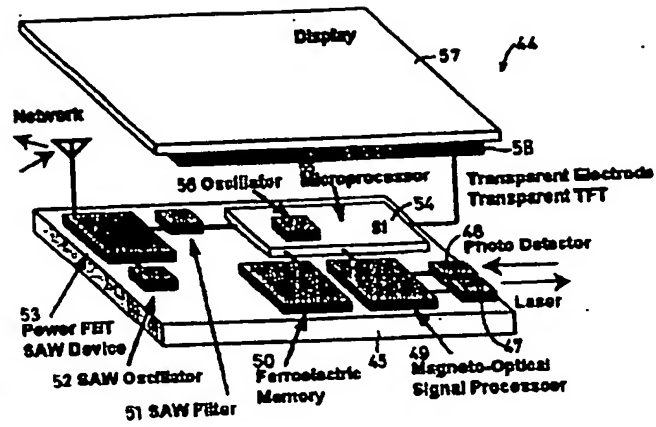 Display
57
44
Network
58
56 Oscillator
Microprocessor
54
Transparent Electrode
Transparent TFT
Si
48
Photo Detector
Laser
53
Power FET
SAW Device
52 SAW Oscillator
51 SAW Filter
50
Ferroelectric
Memory
45
49
Magneto-Optical
Signal Processor
47